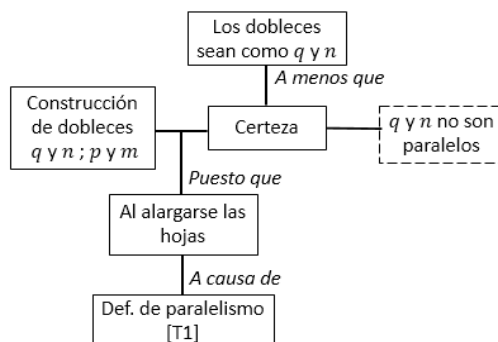 Los dobleces
sean como q y n
A menos que
Construcción
de dobleces
q y n ; p y m
Certeza
q y n no son
paralelos
Puesto que
Al alargarse las
hojas
A causa de
Def. de paralelismo
[T1]